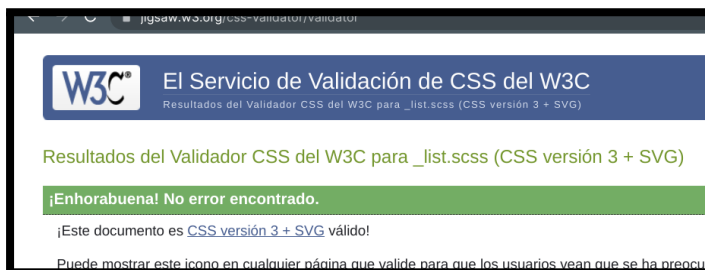 jigsaw.w3.org/css-validator/validator
W3C®
El Servicio de Validación de CSS del W3C
Resultados del Validador CSS del W3C para _list.scss (CSS versión 3 + SVG)
Resultados del Validador CSS del W3C para _list.scss (CSS versión 3 + SVG)
¡Enhorabuena! No error encontrado.
¡Este documento es CSS versión 3 + SVG válido!
Puede mostrar este icono en cualquier página que valide para que los usuarios vean que se ha preocu